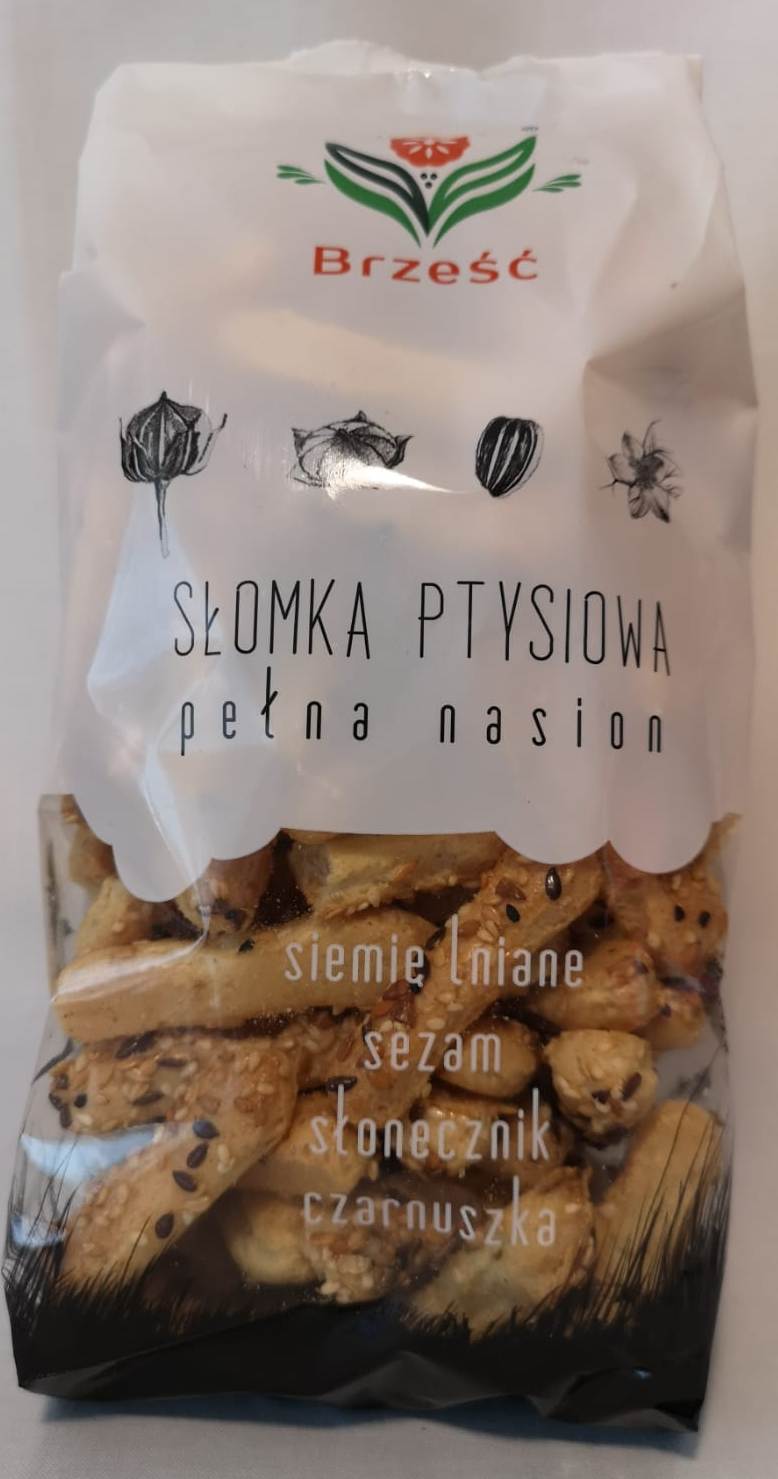 Brześć
SŁOMKA PTYSIOWA
pełna nasion
siemię lniane
sezam
słonecznik
czarnuszka